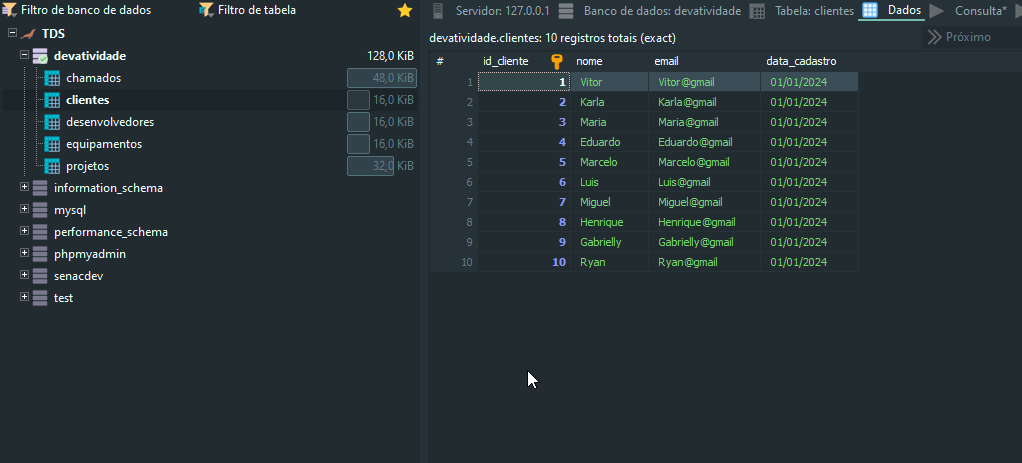 Filtro de banco de dados Filtro de tabela
TDS
devatividade 128,0 KiB
chamados 48,0 KiB
clientes 16,0 KiB
desenvolvedores 16,0 KiB
equipamentos 16,0 KiB
projetos 32,0 KiB
information_schema
mysql
performance_schema
phpmyadmin
senacdev
test
Servidor: 127.0.0.1 Banco de dados: devatividade Tabela: clientes Dados Consulta*
devatividade.clientes: 10 registros totais (exact) Próximo
# id_cliente nome email data_cadastro
1 1 Vitor Vitor@gmail 01/01/2024
2 2 Karla Karla@gmail 01/01/2024
3 3 Maria Maria@gmail 01/01/2024
4 4 Eduardo Eduardo@gmail 01/01/2024
5 5 Marcelo Marcelo@gmail 01/01/2024
6 6 Luis Luis@gmail 01/01/2024
7 7 Miguel Miguel@gmail 01/01/2024
8 8 Henrique Henrique@gmail 01/01/2024
9 9 Gabrielly Gabrielly@gmail 01/01/2024
10 10 Ryan Ryan@gmail 01/01/2024